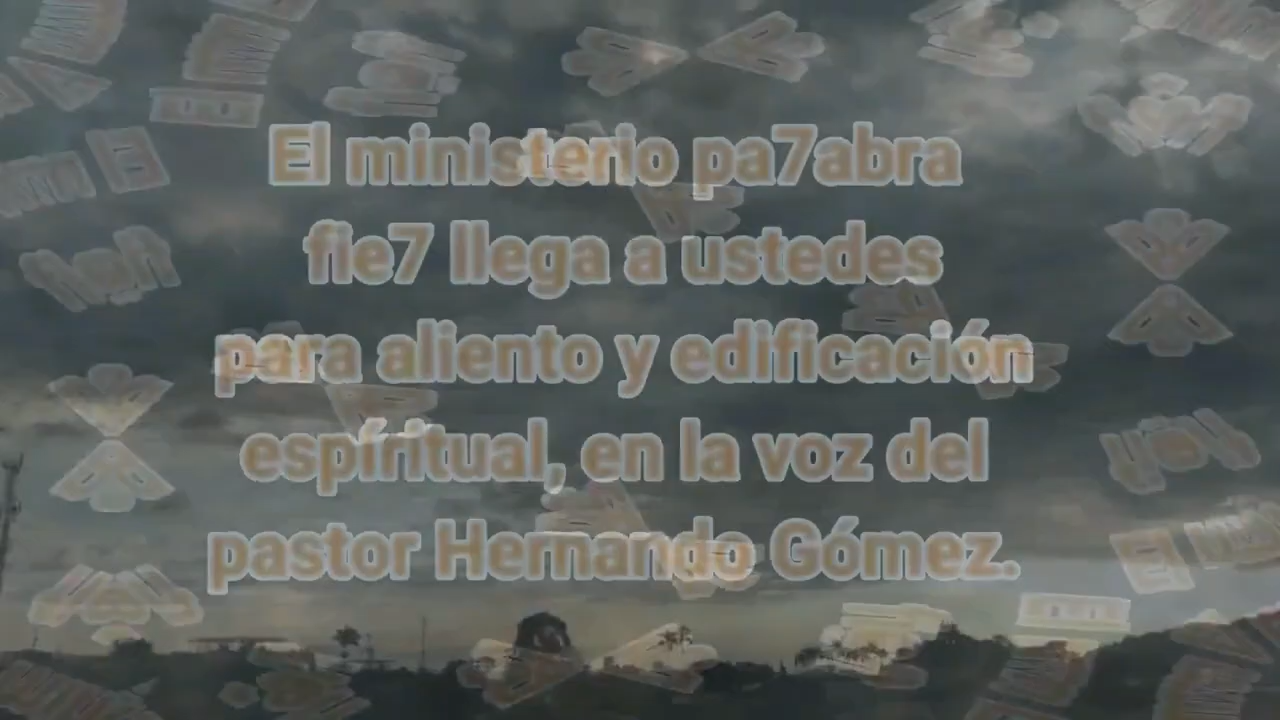 El ministerio pa7abra
fie7 llega a ustedes
para aliento y edificación
espíritual, en la voz del
pastor Hernando Gómez.